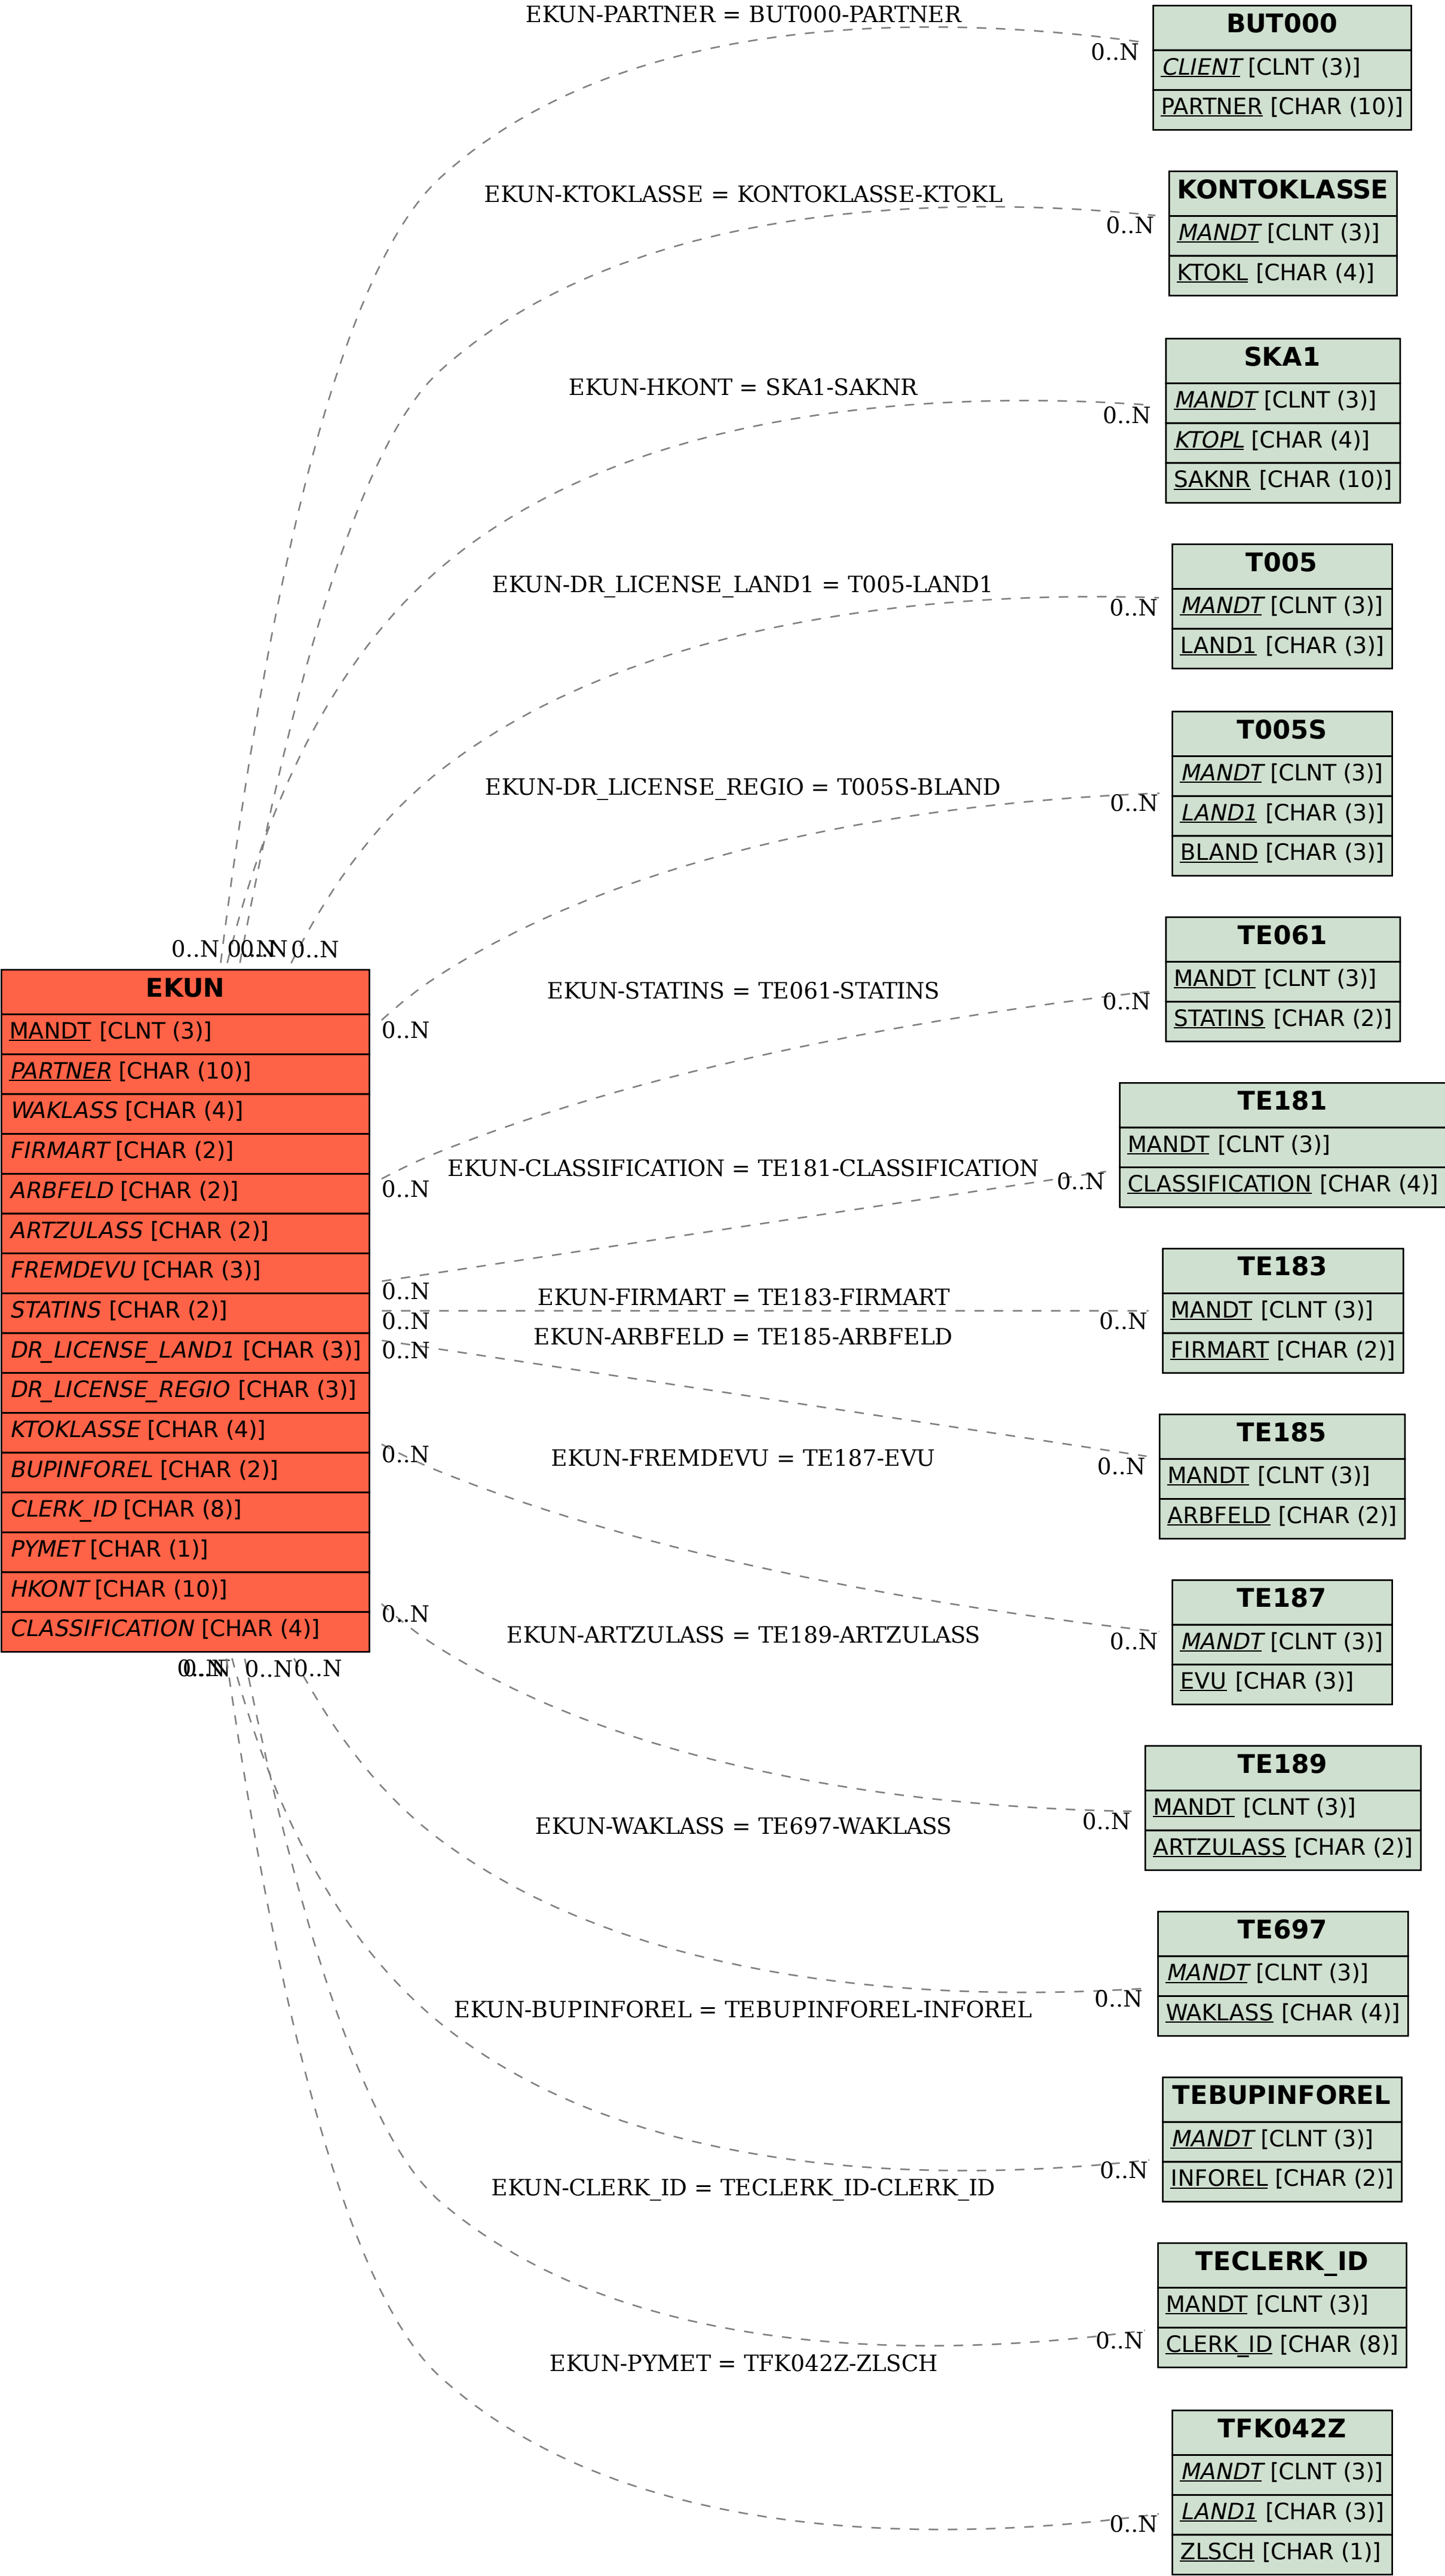 EKUN-PARTNER = BUT000-PARTNER
0..N
BUT000
CLIENT [CLNT (3)]
PARTNER [CHAR (10)]
EKUN-KTOKLASSE = KONTOKLASSE-KTOKL
0..N
KONTOKLASSE
MANDT [CLNT (3)]
KTOKL [CHAR (4)]
EKUN-HKONT = SKA1-SAKNR
0..N
SKA1
MANDT [CLNT (3)]
KTOPL [CHAR (4)]
SAKNR [CHAR (10)]
EKUN-DR_LICENSE_LAND1 = T005-LAND1
0..N
T005
MANDT [CLNT (3)]
LAND1 [CHAR (3)]
EKUN-DR_LICENSE_REGIO = T005S-BLAND
0..N
T005S
MANDT [CLNT (3)]
LAND1 [CHAR (3)]
BLAND [CHAR (3)]
0..N 0..N 0..N 0..N
EKUN
MANDT [CLNT (3)]
PARTNER [CHAR (10)]
WAKLASS [CHAR (4)]
FIRMART [CHAR (2)]
ARBFELD [CHAR (2)]
ARTZULASS [CHAR (2)]
FREMDEVU [CHAR (3)]
STATINS [CHAR (2)]
DR_LICENSE_LAND1 [CHAR (3)]
DR_LICENSE_REGIO [CHAR (3)]
KTOKLASSE [CHAR (4)]
BUPINFOREL [CHAR (2)]
CLERK_ID [CHAR (8)]
PYMET [CHAR (1)]
HKONT [CHAR (10)]
CLASSIFICATION [CHAR (4)]
0..N
0..N
0..N
0..N
0..N
0..N
0..N
0..N 0..N 0..N 0..N
EKUN-STATINS = TE061-STATINS
0..N
TE061
MANDT [CLNT (3)]
STATINS [CHAR (2)]
EKUN-CLASSIFICATION = TE181-CLASSIFICATION
0..N
TE181
MANDT [CLNT (3)]
CLASSIFICATION [CHAR (4)]
EKUN-FIRMART = TE183-FIRMART
0..N
TE183
MANDT [CLNT (3)]
FIRMART [CHAR (2)]
EKUN-ARBFELD = TE185-ARBFELD
0..N
TE185
MANDT [CLNT (3)]
ARBFELD [CHAR (2)]
EKUN-FREMDEVU = TE187-EVU
0..N
TE187
MANDT [CLNT (3)]
EVU [CHAR (3)]
EKUN-ARTZULASS = TE189-ARTZULASS
0..N
TE189
MANDT [CLNT (3)]
ARTZULASS [CHAR (2)]
EKUN-WAKLASS = TE697-WAKLASS
0..N
TE697
MANDT [CLNT (3)]
WAKLASS [CHAR (4)]
EKUN-BUPINFOREL = TEBUPINFOREL-INFOREL
0..N
TEBUPINFOREL
MANDT [CLNT (3)]
INFOREL [CHAR (2)]
EKUN-CLERK_ID = TECLERK_ID-CLERK_ID
0..N
TECLERK_ID
MANDT [CLNT (3)]
CLERK_ID [CHAR (8)]
EKUN-PYMET = TFK042Z-ZLSCH
0..N
TFK042Z
MANDT [CLNT (3)]
LAND1 [CHAR (3)]
ZLSCH [CHAR (1)]